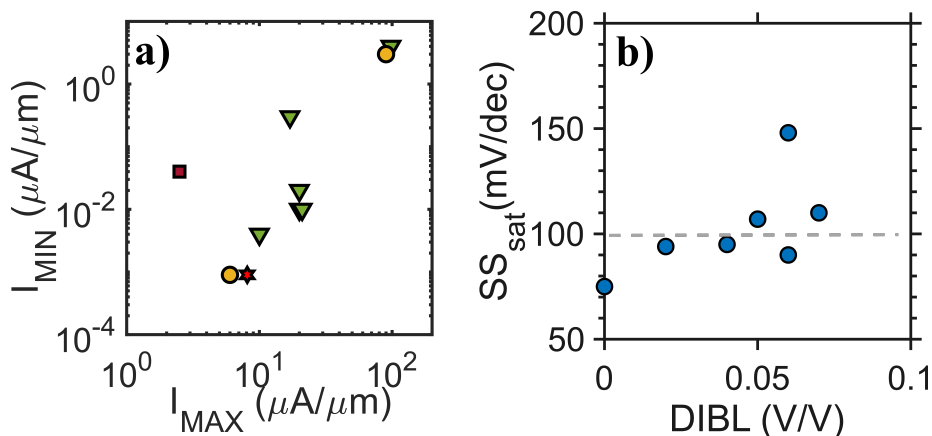 a)
10^0
10^-2
10^-4
I_MIN (μA/μm)
10^0 10^1 10^2
I_MAX (μA/μm)
b)
200
150
100
50
SS_sat (mV/dec)
0 0.05 0.1
DIBL (V/V)